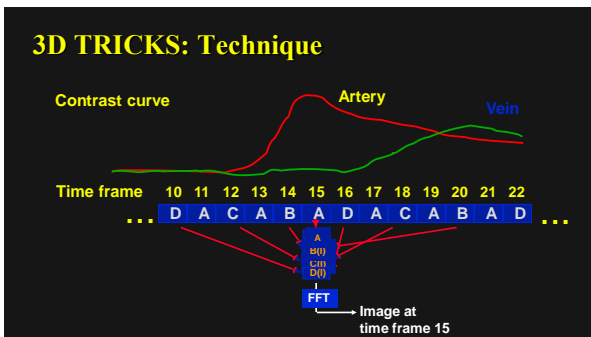 3D TRICKS: Technique
Contrast curve
Artery
Vein
Time frame 10 11 12 13 14 15 16 17 18 19 20 21 22
... D A C A B A D A C A B A D ...
A
B(I)
C(I)
D(I)
FFT
Image at
time frame 15